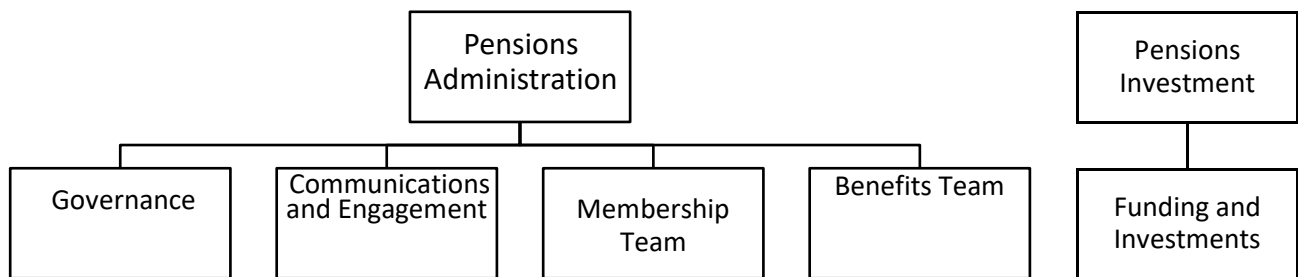 Pensions
Administration
Pensions
Investment
Governance
Communications
and Engagement
Membership
Team
Benefits Team
Funding and
Investments